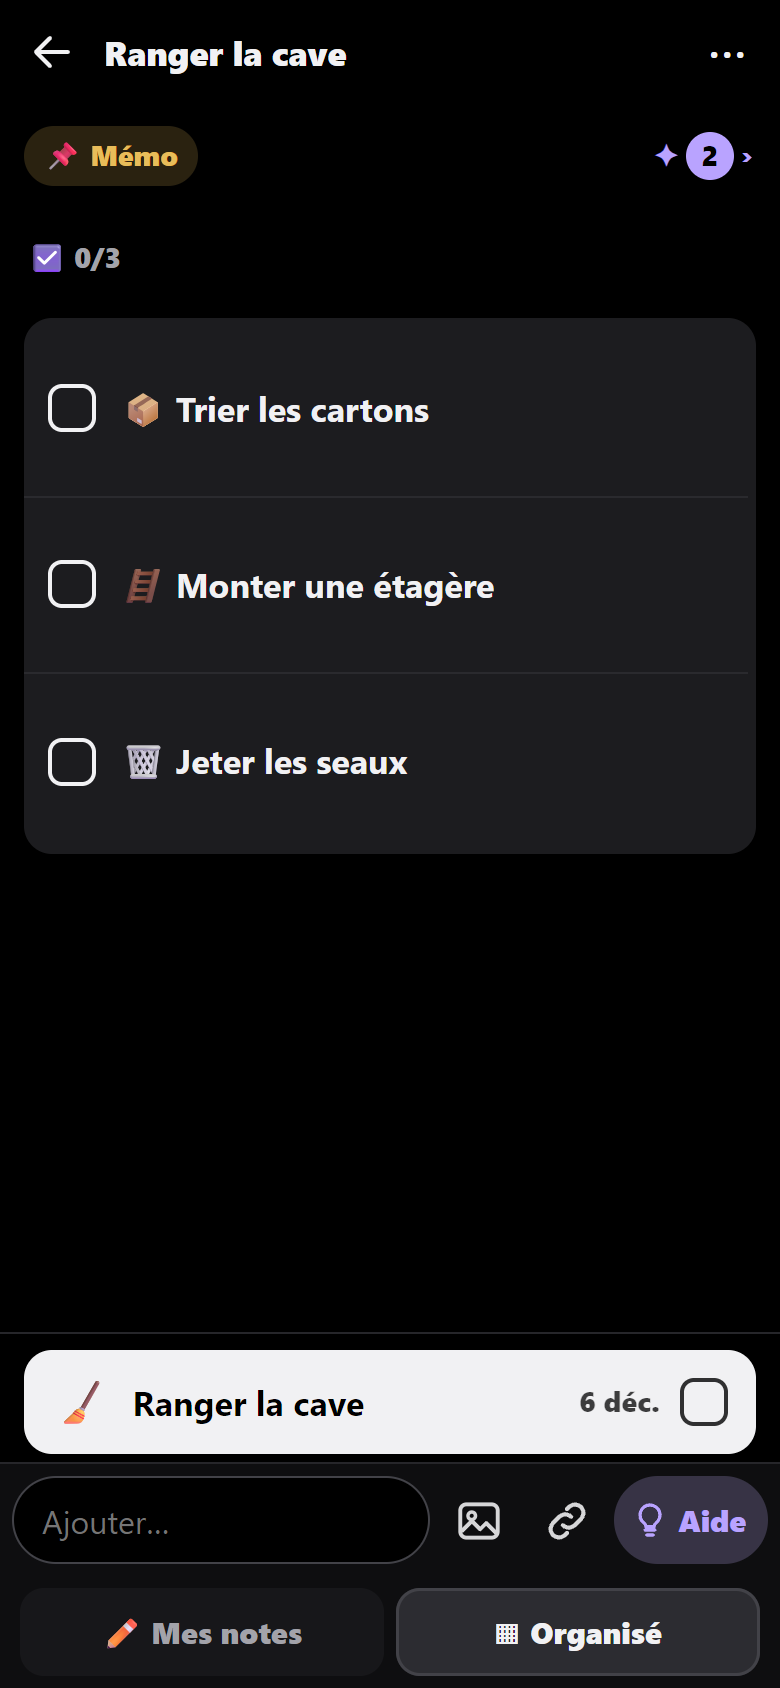 Ranger la cave
Mémo
2
0/3
Trier les cartons
Monter une étagère
Jeter les seaux
Ranger la cave 6 déc.
Ajouter...
Aide
Mes notes
Organisé